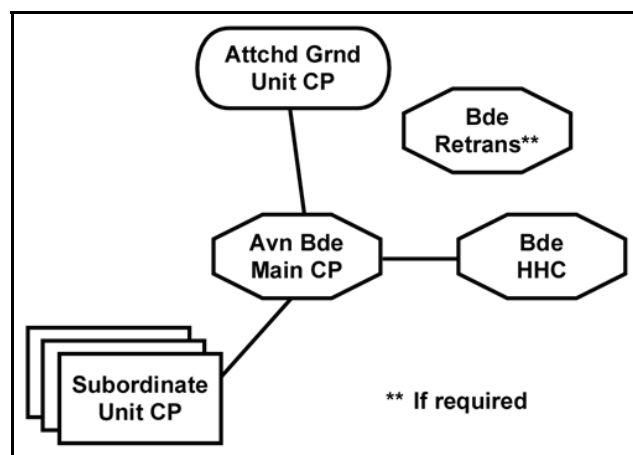 Attchd Grnd
Unit CP
Bde
Retrans**
Avn Bde
Main CP
Bde
HHC
Subordinate
Unit CP
** If required